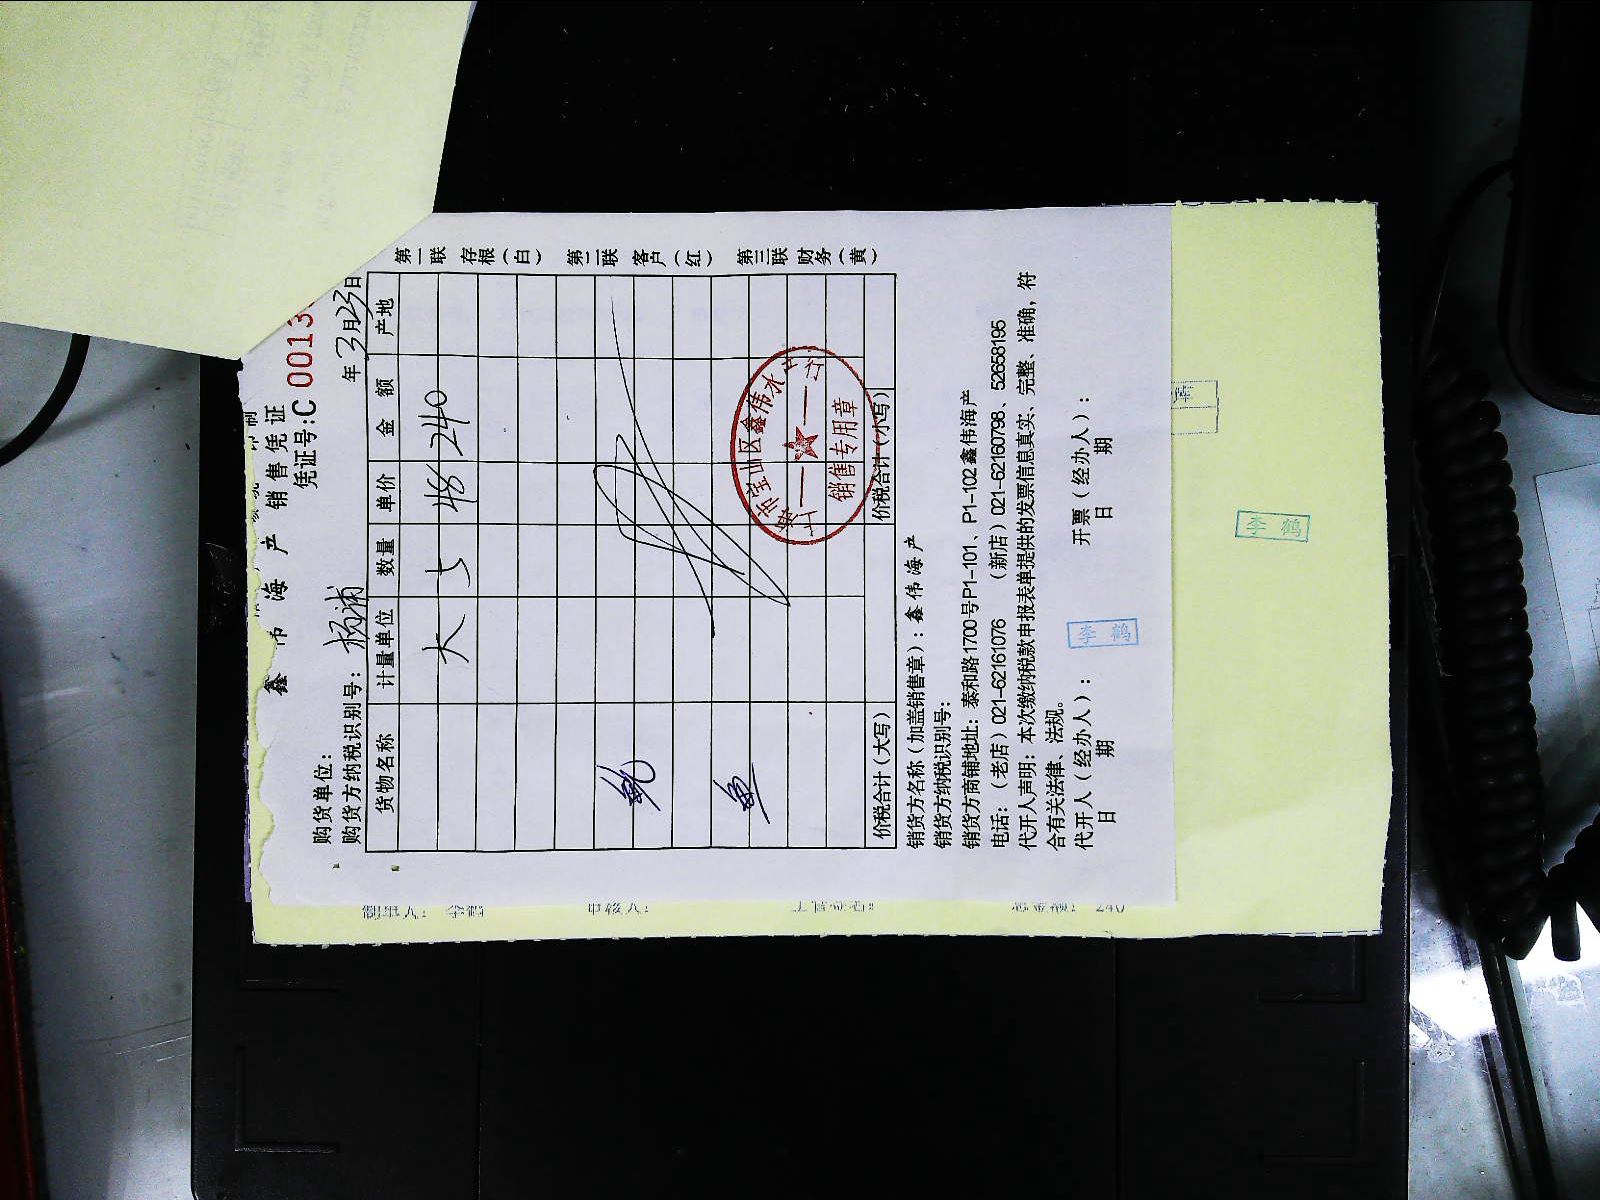 鑫伟海产销售凭证
凭证号:C 0013
购货单位:
年3月23日
购货方纳税识别号: 杨浦
货物名称 计量单位 数量 单价 金额 产地
大 5 48 240
鲍
鱼
价税合计(大写) 价税合计(小写)
上海市宝山区鑫伟水产
销售专用章
第一联 存根(白) 第二联 客户(红) 第三联 财务(黄)
销货方名称(加盖销售章): 鑫伟海产
销货方纳税识别号:
销货方商铺地址: 泰和路1700号P1-101、P1-102鑫伟海产
电话:(老店)021-62161076 (新店)021-62160798、52658195
代开人声明: 本次缴纳税款申报表单提供的发票信息真实、完整、准确, 符
合有关法律、法规。
代开人(经办人): 开票(经办人):
日 期 日 期
李鹤
李鹤
240